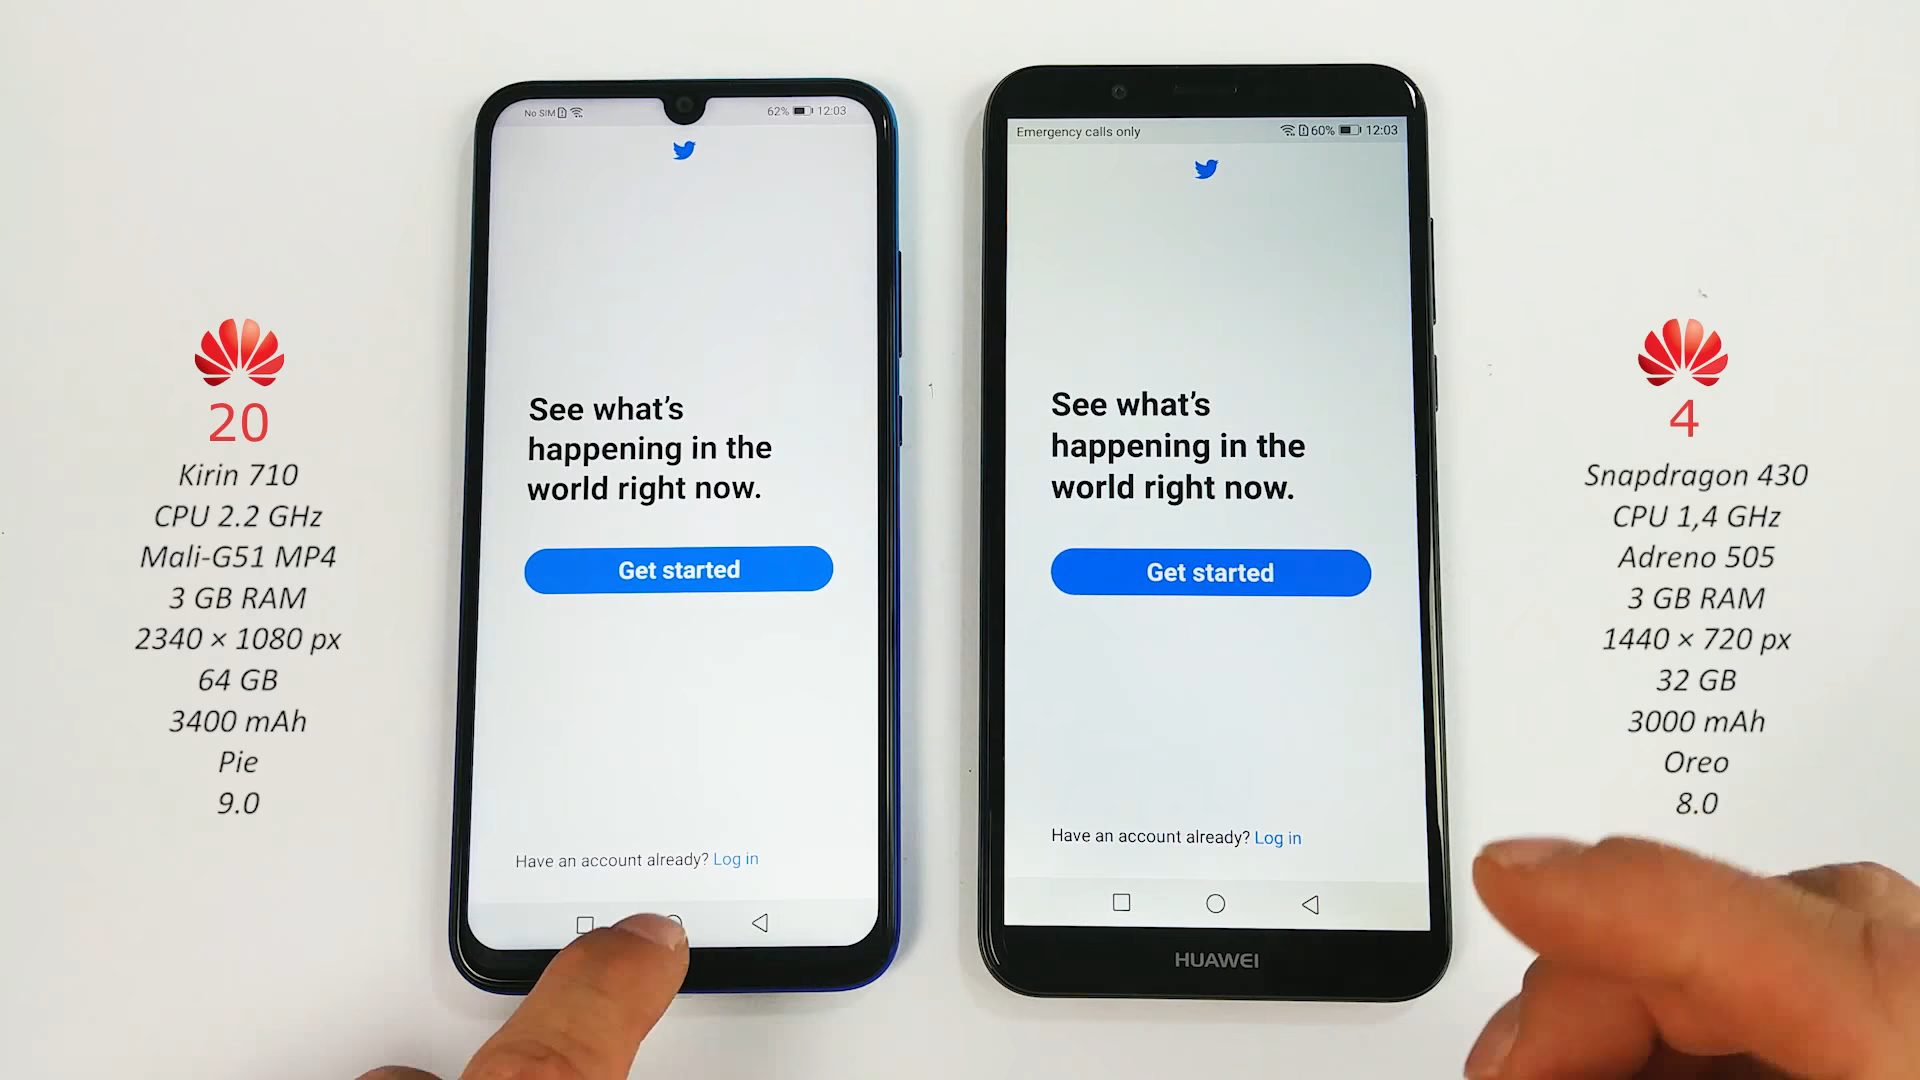 20
Kirin 710
CPU 2.2 GHz
Mali-G51 MP4
3 GB RAM
2340 × 1080 px
64 GB
3400 mAh
Pie
9.0
No SIM
62% 12:03
See what's
happening in the
world right now.
Get started
Have an account already? Log in
Emergency calls only
60% 12:03
See what's
happening in the
world right now.
Get started
Have an account already? Log in
HUAWEI
4
Snapdragon 430
CPU 1,4 GHz
Adreno 505
3 GB RAM
1440 × 720 px
32 GB
3000 mAh
Oreo
8.0